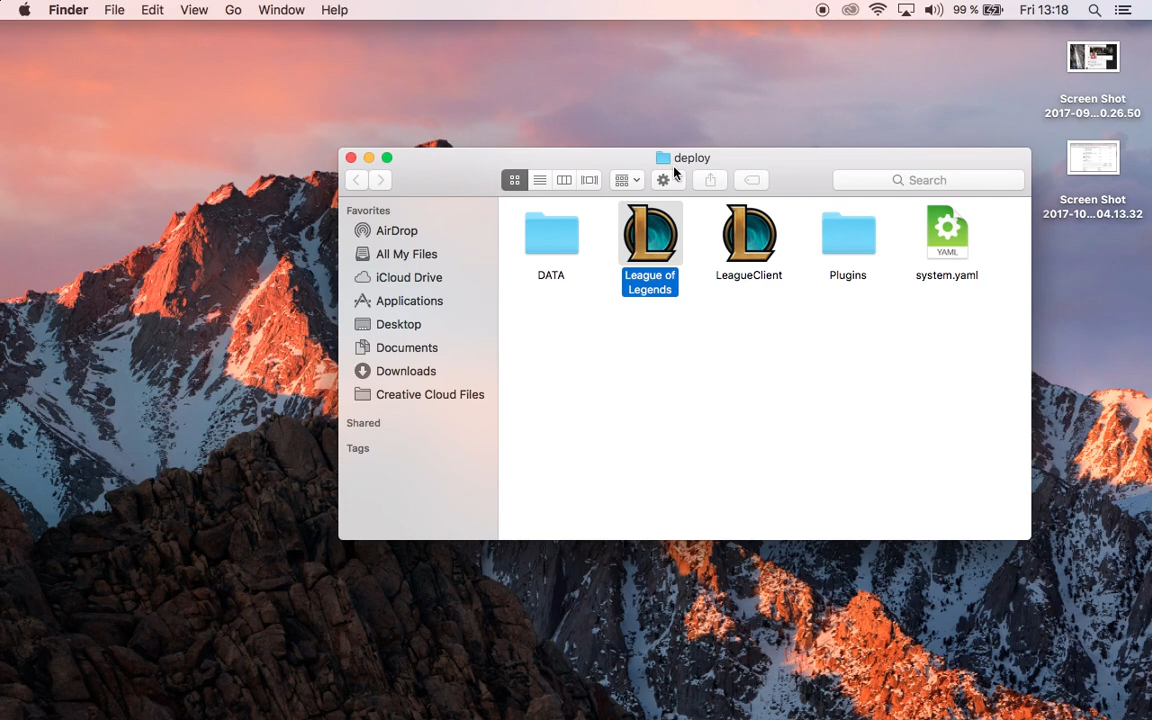 Finder File Edit View Go Window Help 99 % Fri 13:18
Screen Shot
2017-09...0.26.50
Screen Shot
2017-10...04.13.32
deploy
Search
Favorites
AirDrop
All My Files
iCloud Drive
Applications
Desktop
Documents
Downloads
Creative Cloud Files
Shared
Tags
DATA
League of
Legends
LeagueClient
Plugins
YAML
system.yaml